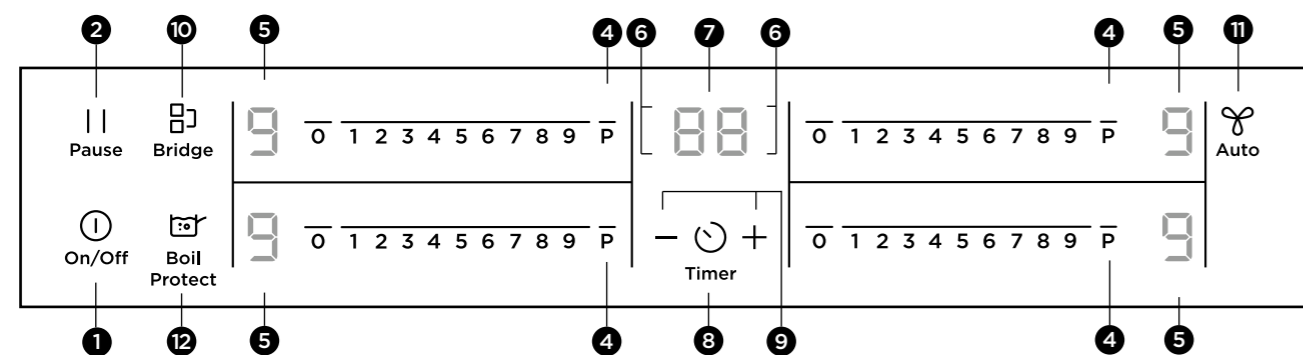 2 10 5 4 6 7 6 4 5 11
Pause Bridge 9 0 1 2 3 4 5 6 7 8 9 P 88 0 1 2 3 4 5 6 7 8 9 P 9 Auto
On/Off Boil Protect 9 0 1 2 3 4 5 6 7 8 9 P − + Timer 0 1 2 3 4 5 6 7 8 9 P 9
1 12 5 4 8 9 4 5